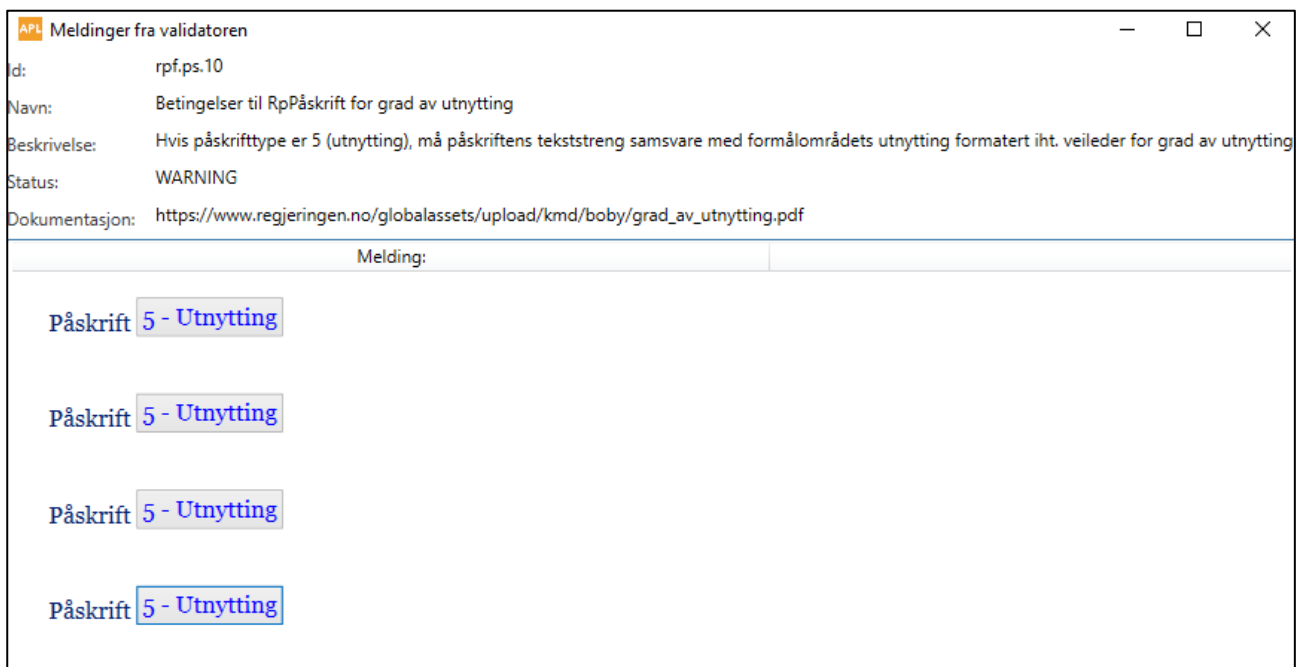 APL Meldinger fra validatoren
Id: rpf.ps.10
Navn: Betingelser til RpPåskrift for grad av utnytting
Beskrivelse: Hvis påskrifttype er 5 (utnytting), må påskriftens tekststreng samsvare med formålområdets utnytting formatert iht. veileder for grad av utnytting
Status: WARNING
Dokumentasjon: https://www.regjeringen.no/globalassets/upload/kmd/boby/grad_av_utnytting.pdf
Melding:
Påskrift 5 - Utnytting
Påskrift 5 - Utnytting
Påskrift 5 - Utnytting
Påskrift 5 - Utnytting